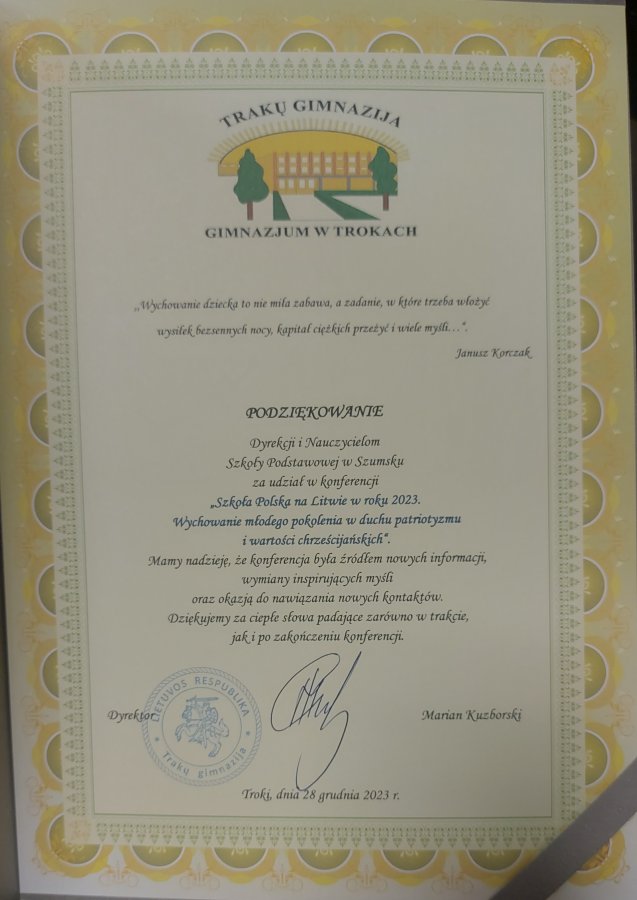 TRAKŲ GIMNAZIJA
GIMNAZJUM W TROKACH
„Wychowanie dziecka to nie miła zabawa, a zadanie, w które trzeba włożyć
wysiłek bezsennych nocy, kapitał ciężkich przeżyć i wiele myśli…“.
Janusz Korczak
PODZIĘKOWANIE
Dyrekcji i Nauczycielom
Szkoły Podstawowej w Szumsku
za udział w konferencji
„Szkoła Polska na Litwie w roku 2023.
Wychowanie młodego pokolenia w duchu patriotyzmu
i wartości chrześcijańskich“.
Mamy nadzieję, że konferencja była źródłem nowych informacji,
wymiany inspirujących myśli
oraz okazją do nawiązania nowych kontaktów.
Dziękujemy za ciepłe słowa padające zarówno w trakcie,
jak i po zakończeniu konferencji.
LIETUVOS RESPUBLIKA
Trakų gimnazija
Dyrektor
Marian Kuzborski
Troki, dnia 28 grudnia 2023 r.